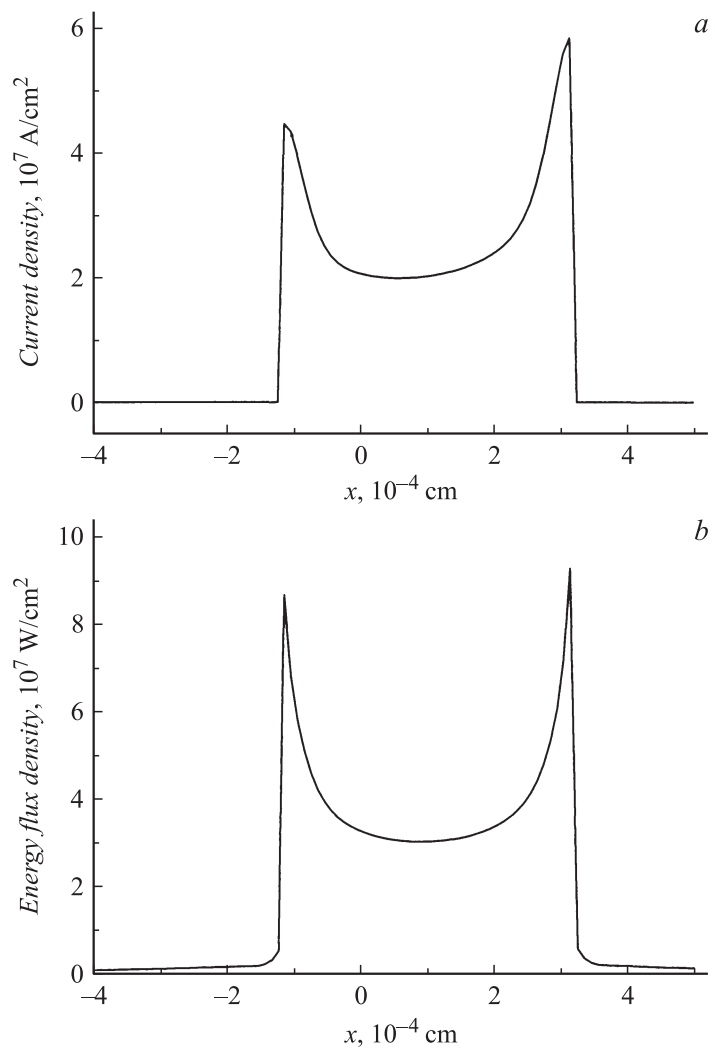 a
6
4
2
0
Current density, 10^7 A/cm^2
–4 –2 0 2 4
x, 10^–4 cm
b
10
8
6
4
2
0
Energy flux density, 10^7 W/cm^2
–4 –2 0 2 4
x, 10^–4 cm